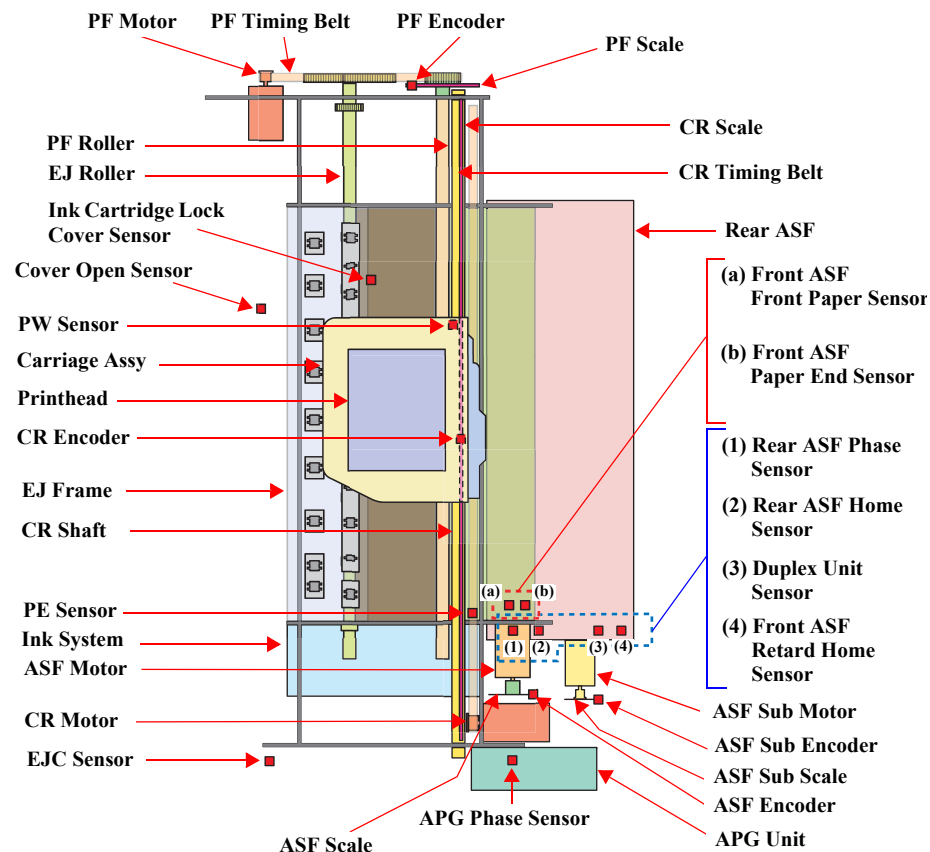 PF Motor
PF Timing Belt
PF Encoder
PF Scale
CR Scale
PF Roller
EJ Roller
CR Timing Belt
Ink Cartridge Lock
Cover Sensor
Rear ASF
Cover Open Sensor
(a) Front ASF
Front Paper Sensor
PW Sensor
(b) Front ASF
Paper End Sensor
Carriage Assy
Printhead
CR Encoder
(1) Rear ASF Phase
Sensor
EJ Frame
(2) Rear ASF Home
Sensor
CR Shaft
(3) Duplex Unit
Sensor
(a)
(b)
PE Sensor
(4) Front ASF
Retard Home
Sensor
Ink System
(1)
(2)
(3)
(4)
ASF Motor
ASF Sub Motor
CR Motor
ASF Sub Encoder
EJC Sensor
ASF Sub Scale
ASF Encoder
APG Phase Sensor
APG Unit
ASF Scale